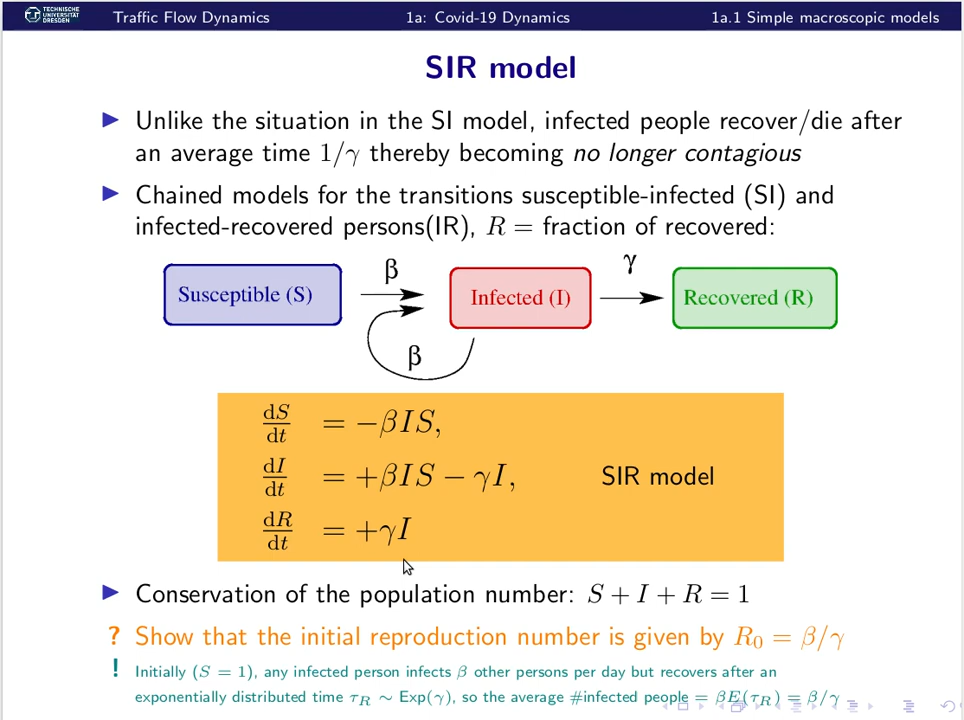 TECHNISCHE
UNIVERSITÄT
DRESDEN
Traffic Flow Dynamics
1a: Covid-19 Dynamics
1a.1 Simple macroscopic models
SIR model
Unlike the situation in the SI model, infected people recover/die after
an average time 1/γ thereby becoming no longer contagious
Chained models for the transitions susceptible-infected (SI) and
infected-recovered persons(IR), R = fraction of recovered:
β
γ
Susceptible (S)
Infected (I)
Recovered (R)
β
dS/dt = −βIS,
dI/dt = +βIS − γI,
SIR model
dR/dt = +γI
Conservation of the population number: S + I + R = 1
? Show that the initial reproduction number is given by R₀ = β/γ
! Initially (S = 1), any infected person infects β other persons per day but recovers after an
exponentially distributed time τ_R ∼ Exp(γ), so the average #infected people = βE(τ_R) = β/γ